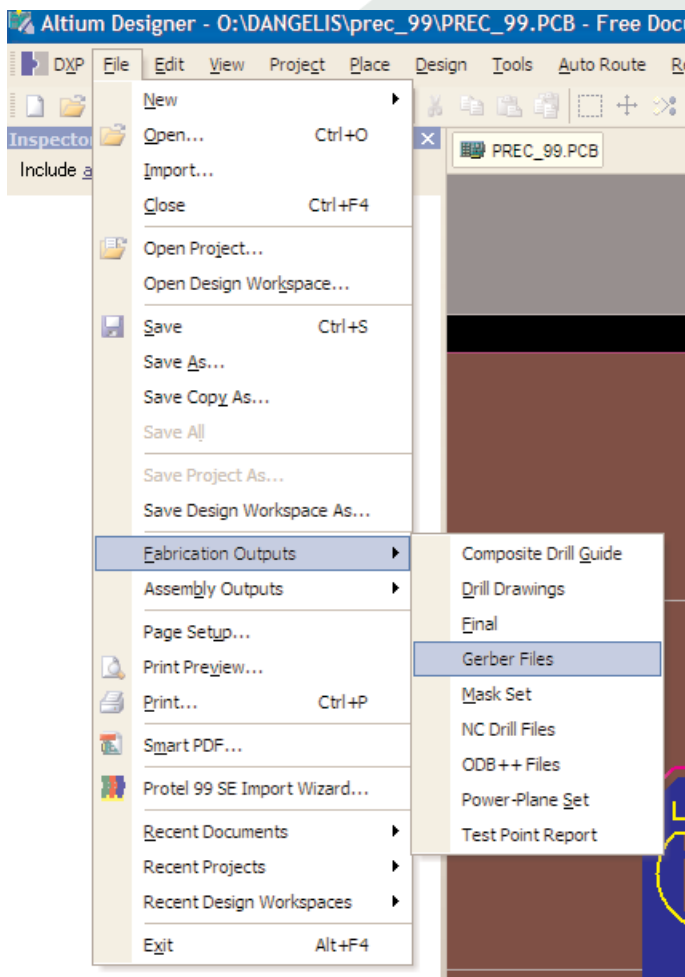 Altium Designer - O:\DANGELIS\prec_99\PREC_99.PCB - Free
DXP File Edit View Project Place Design Tools Auto Route
Inspector
Include
PREC_99.PCB
New
Open... Ctrl+O
Import...
Close Ctrl+F4
Open Project...
Open Design Workspace...
Save Ctrl+S
Save As...
Save Copy As...
Save All
Save Project As...
Save Design Workspace As...
Fabrication Outputs
Assembly Outputs
Page Setup...
Print Preview...
Print... Ctrl+P
Smart PDF...
Protel 99 SE Import Wizard...
Recent Documents
Recent Projects
Recent Design Workspaces
Exit Alt+F4
Composite Drill Guide
Drill Drawings
Final
Gerber Files
Mask Set
NC Drill Files
ODB++ Files
Power-Plane Set
Test Point Report